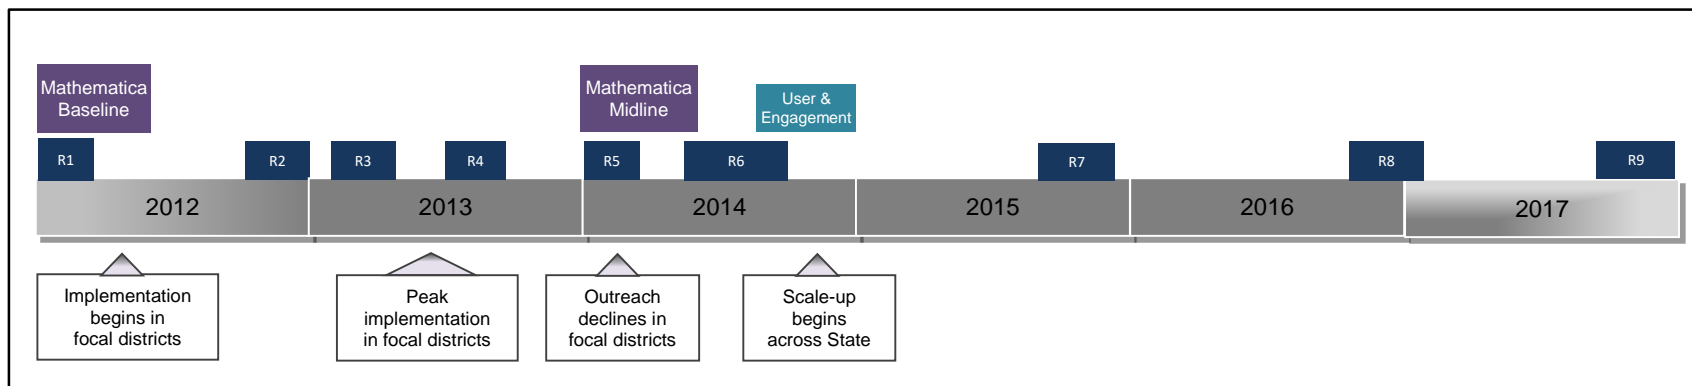 Mathematica
Baseline
Mathematica
Midline
User &
Engagement
R1
R2
R3
R4
R5
R6
R7
R8
R9
2012
2013
2014
2015
2016
2017
Implementation
begins in
focal districts
Peak
implementation
in focal districts
Outreach
declines in
focal districts
Scale-up
begins
across State